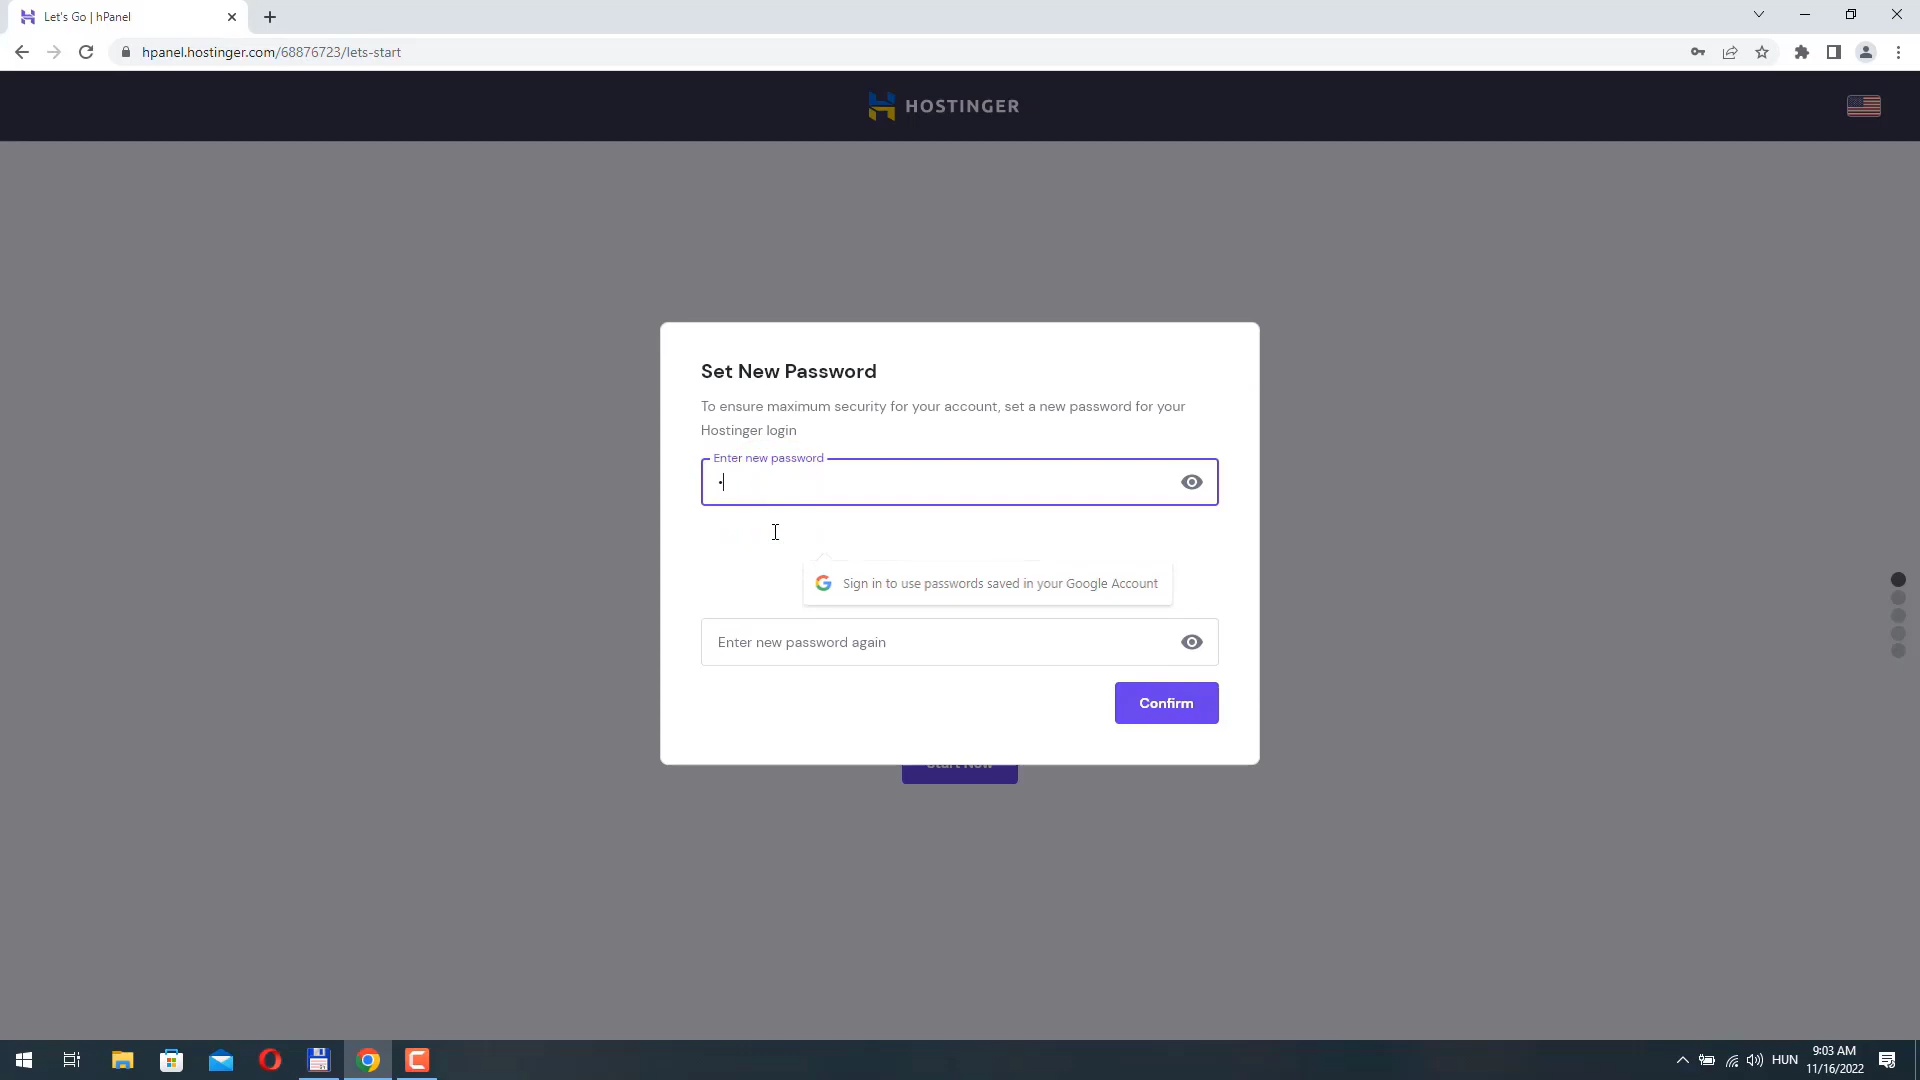 Let's Go | hPanel
hpanel.hostinger.com/68876723/lets-start
HOSTINGER
Set New Password
To ensure maximum security for your account, set a new password for your
Hostinger login
Enter new password
Sign in to use passwords saved in your Google Account
Enter new password again
Confirm
Start Now
HUN
9:03 AM
11/16/2022